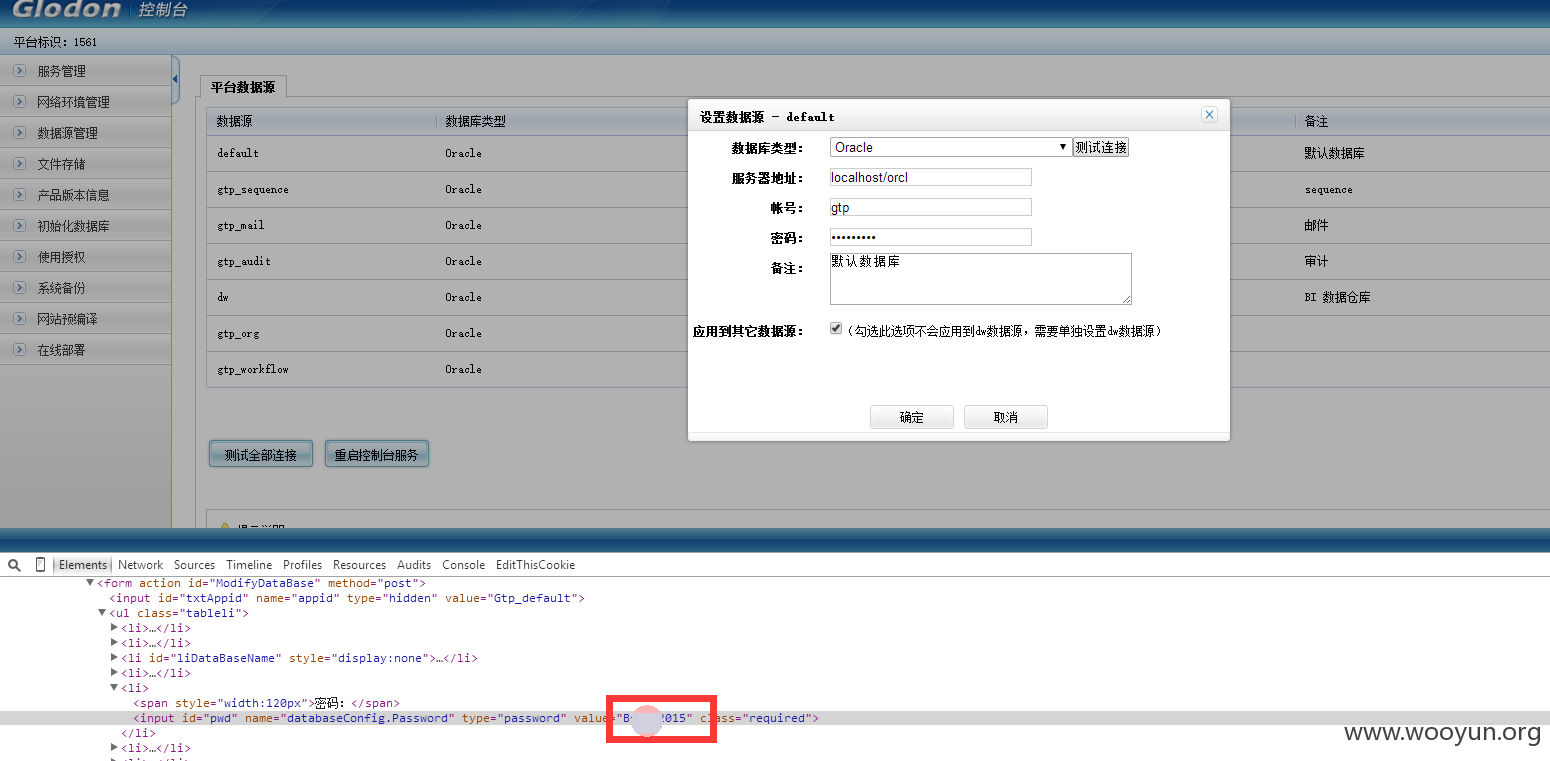 Glodon 控制台
平台标识：1561
服务管理
网络环境管理
数据源管理
文件存储
产品版本信息
初始化数据库
使用授权
系统备份
网站预编译
在线部署
平台数据源
数据源 数据库类型 备注
default Oracle 默认数据库
gtp_sequence Oracle sequence
gtp_mail Oracle 邮件
gtp_audit Oracle 审计
dw Oracle BI 数据仓库
gtp_org Oracle
gtp_workflow Oracle
测试全部连接 重启控制台服务
设置数据源 - default
数据库类型： Oracle 测试连接
服务器地址： localhost/orcl
帐号： gtp
密码： •••••••••
备注： 默认数据库
应用到其它数据源： （勾选此选项不会应用到dw数据源，需要单独设置dw数据源）
确定 取消
Elements Network Sources Timeline Profiles Resources Audits Console EditThisCookie
▼<form action id="ModifyDataBase" method="post">
<input id="txtAppid" name="appid" type="hidden" value="Gtp_default">
▼<ul class="tableli">
▶<li>…</li>
▶<li>…</li>
▶<li id="liDataBaseName" style="display:none">…</li>
▶<li>…</li>
▼<li>
<span style="width:120px">密码：</span>
<input id="pwd" name="databaseConfig.Password" type="password" value="B 2015" class="required">
</li>
▶<li>…</li>
www.wooyun.org